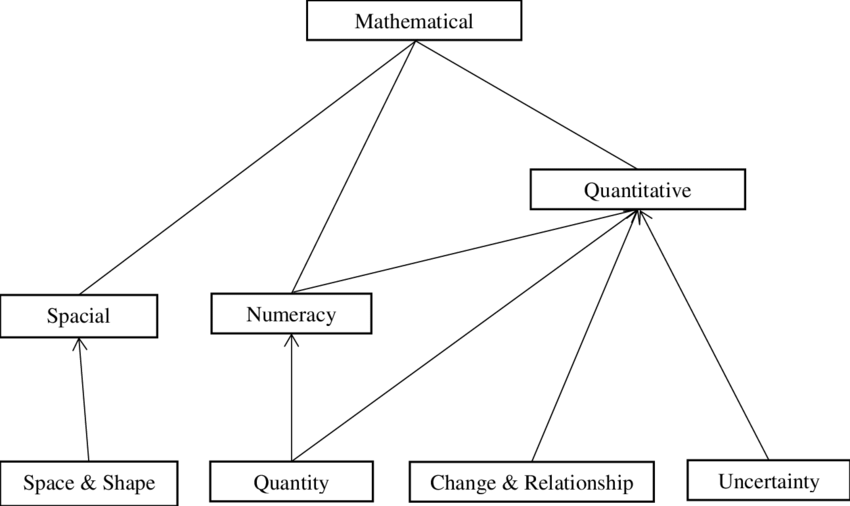 Mathematical
Quantitative
Spacial
Numeracy
Space & Shape
Quantity
Change & Relationship
Uncertainty